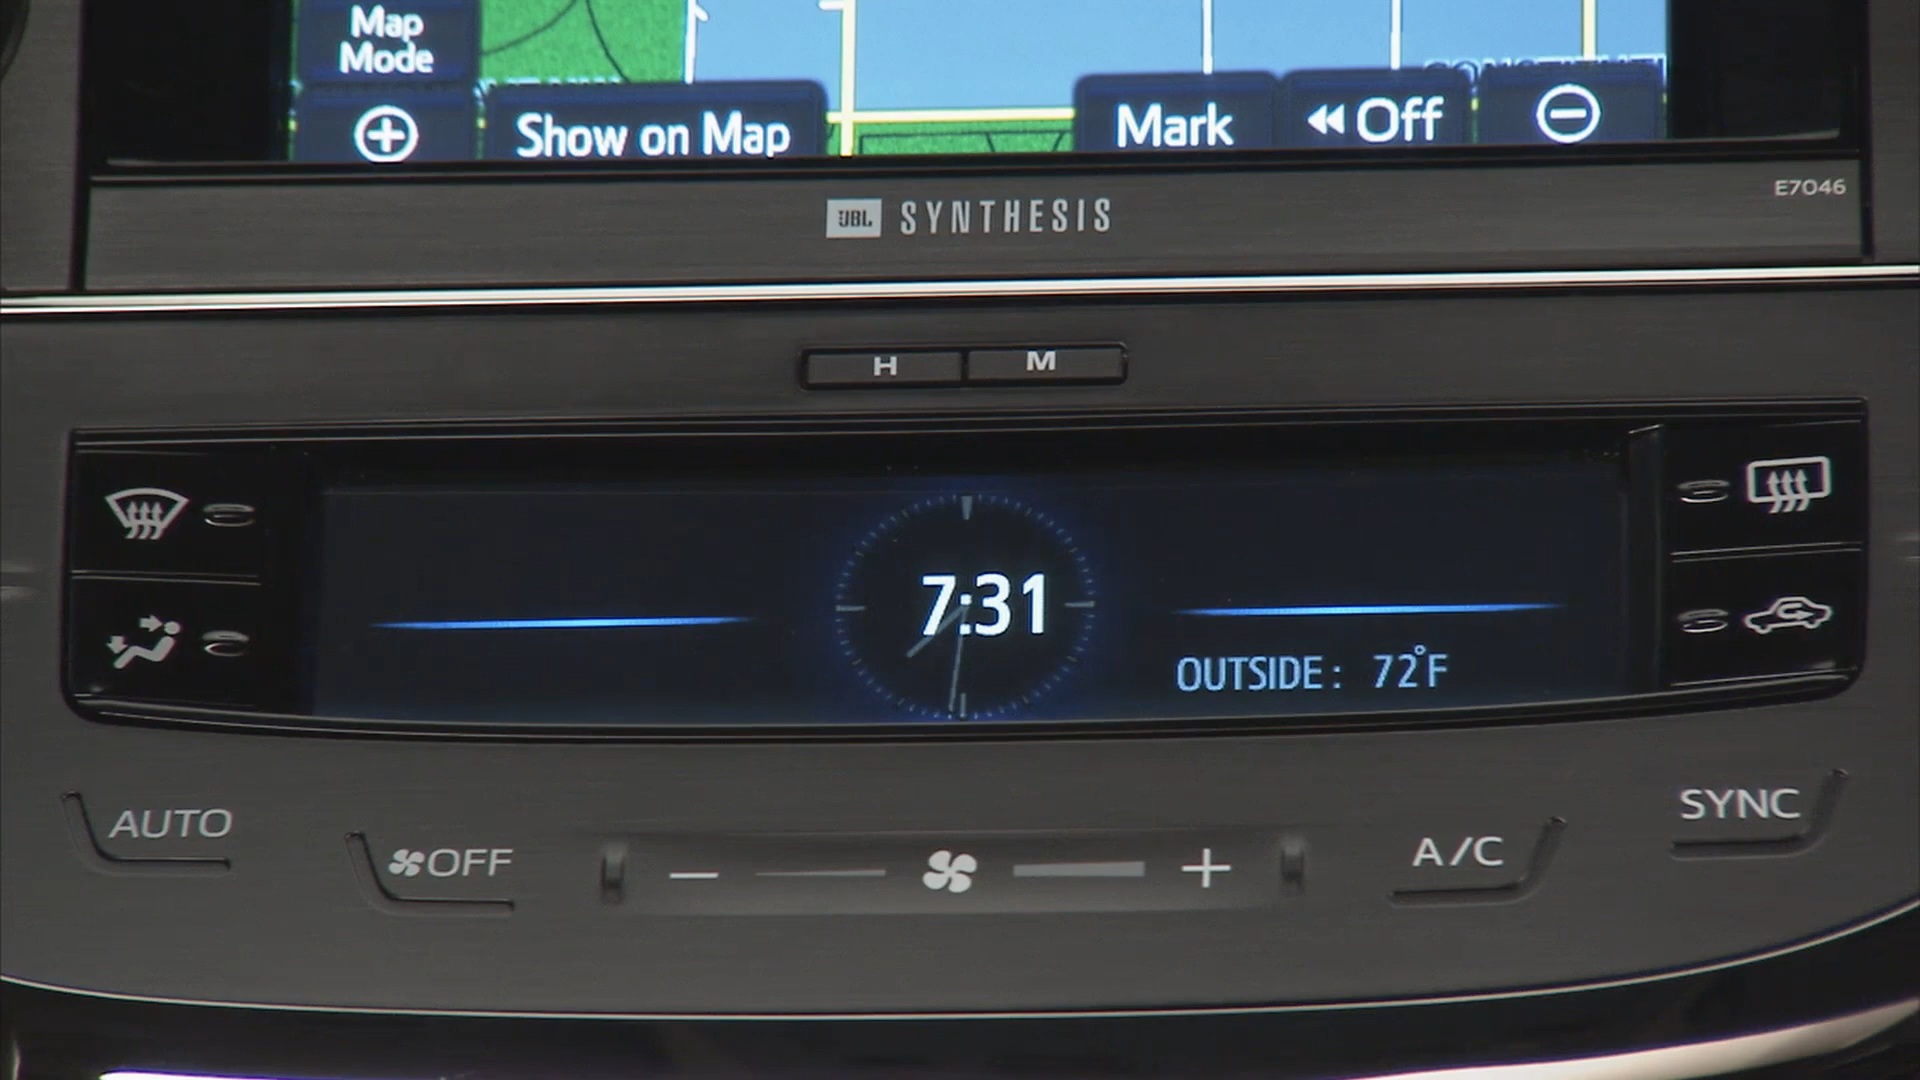 Map
Mode
Show on Map
Mark
Off
E7046
JBL SYNTHESIS
H M
7:31
OUTSIDE: 72°F
AUTO
OFF
A/C
SYNC